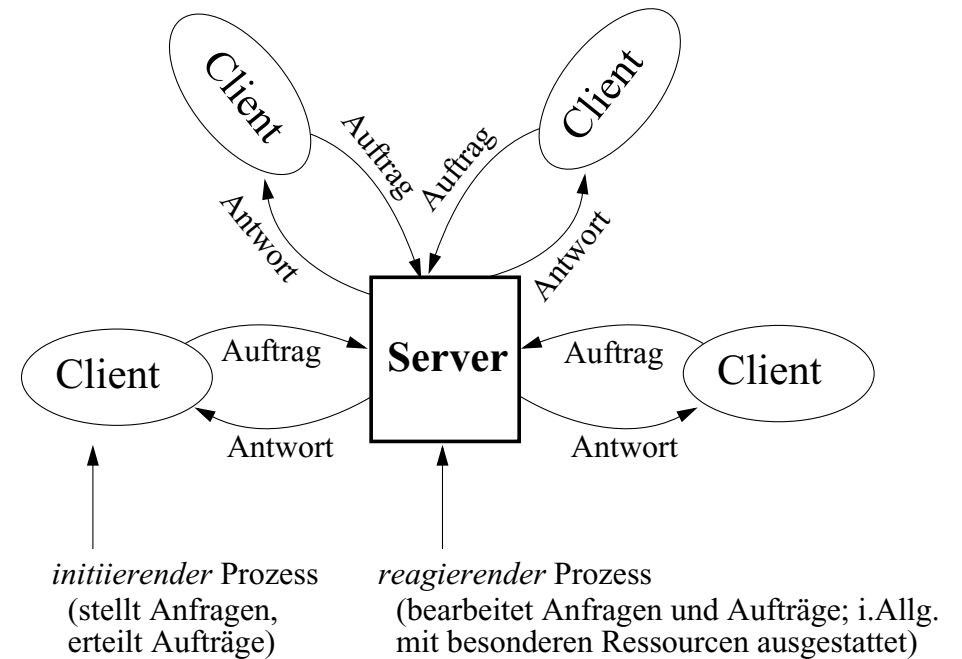 Client
Client
Auftrag
Auftrag
Antwort
Antwort
Client
Auftrag
Server
Auftrag
Client
Antwort
Antwort
initiierender Prozess
(stellt Anfragen,
erteilt Aufträge)
reagierender Prozess
(bearbeitet Anfragen und Aufträge; i.Allg.
mit besonderen Ressourcen ausgestattet)